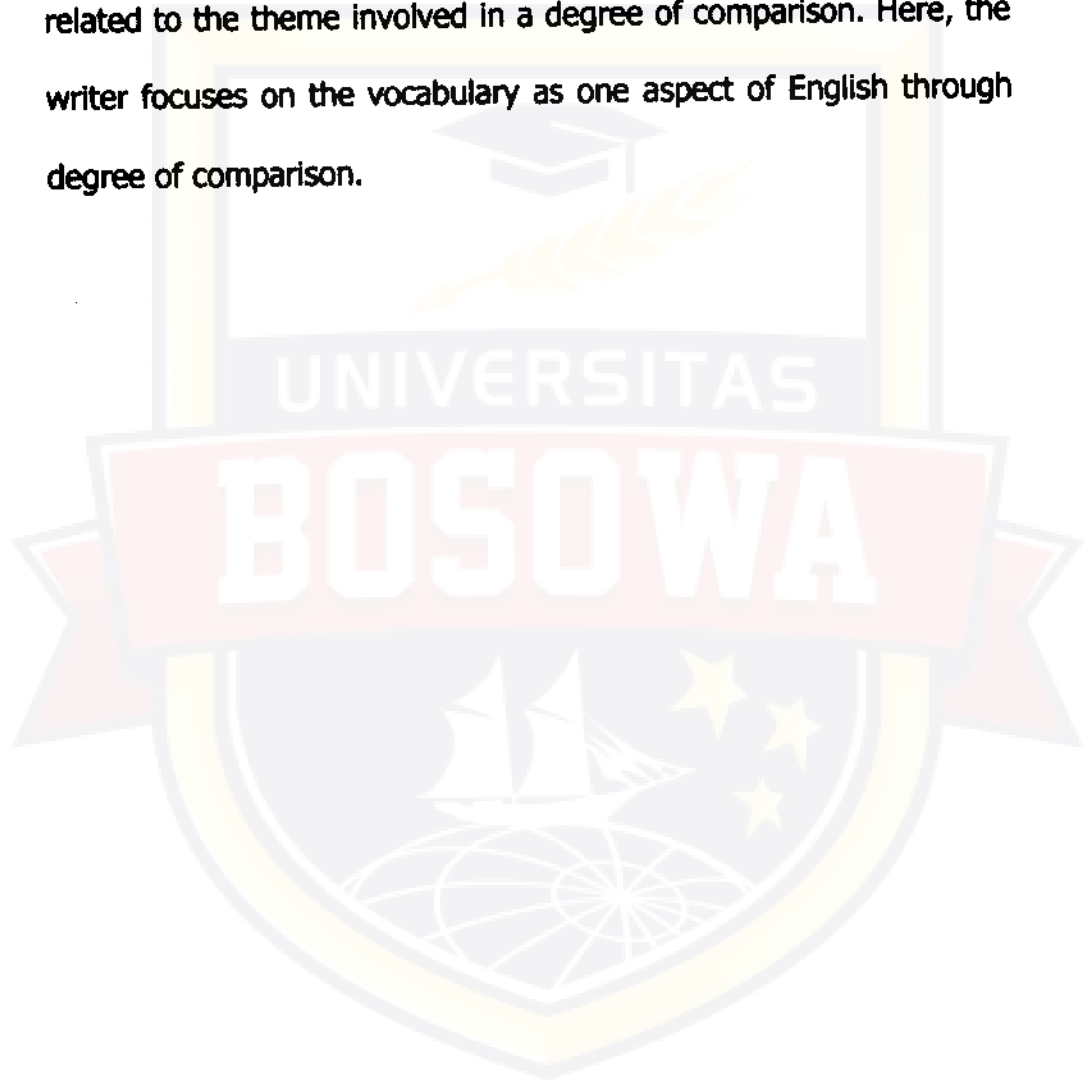 related to the theme involved in a degree of comparison. Here, the
writer focuses on the vocabulary as one aspect of English through
degree of comparison.
UNIVERSITAS
BOSOWA